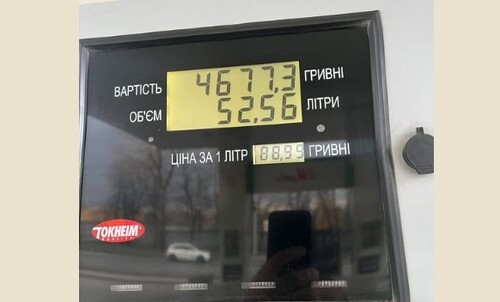 ВАРТІСТЬ 4677,3 ГРИВНІ
ОБ'ЄМ 52,56 ЛІТРИ
ЦІНА ЗА 1 ЛІТР 88,99 ГРИВНІ
TOKHEIM